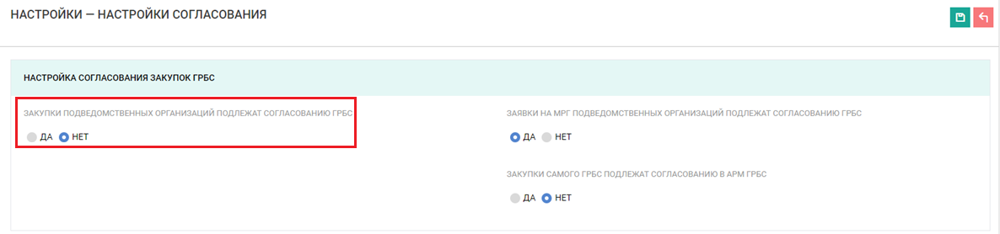 НАСТРОЙКИ — НАСТРОЙКИ СОГЛАСОВАНИЯ
НАСТРОЙКА СОГЛАСОВАНИЯ ЗАКУПОК ГРБС
ЗАКУПКИ ПОДВЕДОМСТВЕННЫХ ОРГАНИЗАЦИЙ ПОДЛЕЖАТ СОГЛАСОВАНИЮ ГРБС
ДА НЕТ
ЗАЯВКИ НА МРГ ПОДВЕДОМСТВЕННЫХ ОРГАНИЗАЦИЙ ПОДЛЕЖАТ СОГЛАСОВАНИЮ ГРБС
ДА НЕТ
ЗАКУПКИ САМОГО ГРБС ПОДЛЕЖАТ СОГЛАСОВАНИЮ В АРМ ГРБС
ДА НЕТ